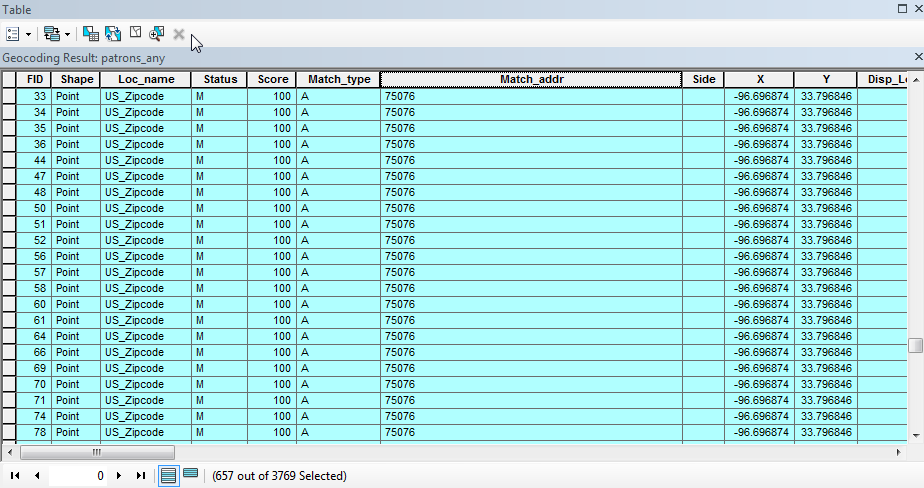 Table
Geocoding Result: patrons_any
FID Shape Loc_name Status Score Match_type Match_addr Side X Y Disp_Lo
33 Point US_Zipcode M 100 A 75076 -96.696874 33.796846
34 Point US_Zipcode M 100 A 75076 -96.696874 33.796846
35 Point US_Zipcode M 100 A 75076 -96.696874 33.796846
36 Point US_Zipcode M 100 A 75076 -96.696874 33.796846
44 Point US_Zipcode M 100 A 75076 -96.696874 33.796846
47 Point US_Zipcode M 100 A 75076 -96.696874 33.796846
48 Point US_Zipcode M 100 A 75076 -96.696874 33.796846
50 Point US_Zipcode M 100 A 75076 -96.696874 33.796846
51 Point US_Zipcode M 100 A 75076 -96.696874 33.796846
52 Point US_Zipcode M 100 A 75076 -96.696874 33.796846
56 Point US_Zipcode M 100 A 75076 -96.696874 33.796846
57 Point US_Zipcode M 100 A 75076 -96.696874 33.796846
58 Point US_Zipcode M 100 A 75076 -96.696874 33.796846
60 Point US_Zipcode M 100 A 75076 -96.696874 33.796846
61 Point US_Zipcode M 100 A 75076 -96.696874 33.796846
64 Point US_Zipcode M 100 A 75076 -96.696874 33.796846
66 Point US_Zipcode M 100 A 75076 -96.696874 33.796846
69 Point US_Zipcode M 100 A 75076 -96.696874 33.796846
70 Point US_Zipcode M 100 A 75076 -96.696874 33.796846
71 Point US_Zipcode M 100 A 75076 -96.696874 33.796846
74 Point US_Zipcode M 100 A 75076 -96.696874 33.796846
78 Point US_Zipcode M 100 A 75076 -96.696874 33.796846
0 (657 out of 3769 Selected)